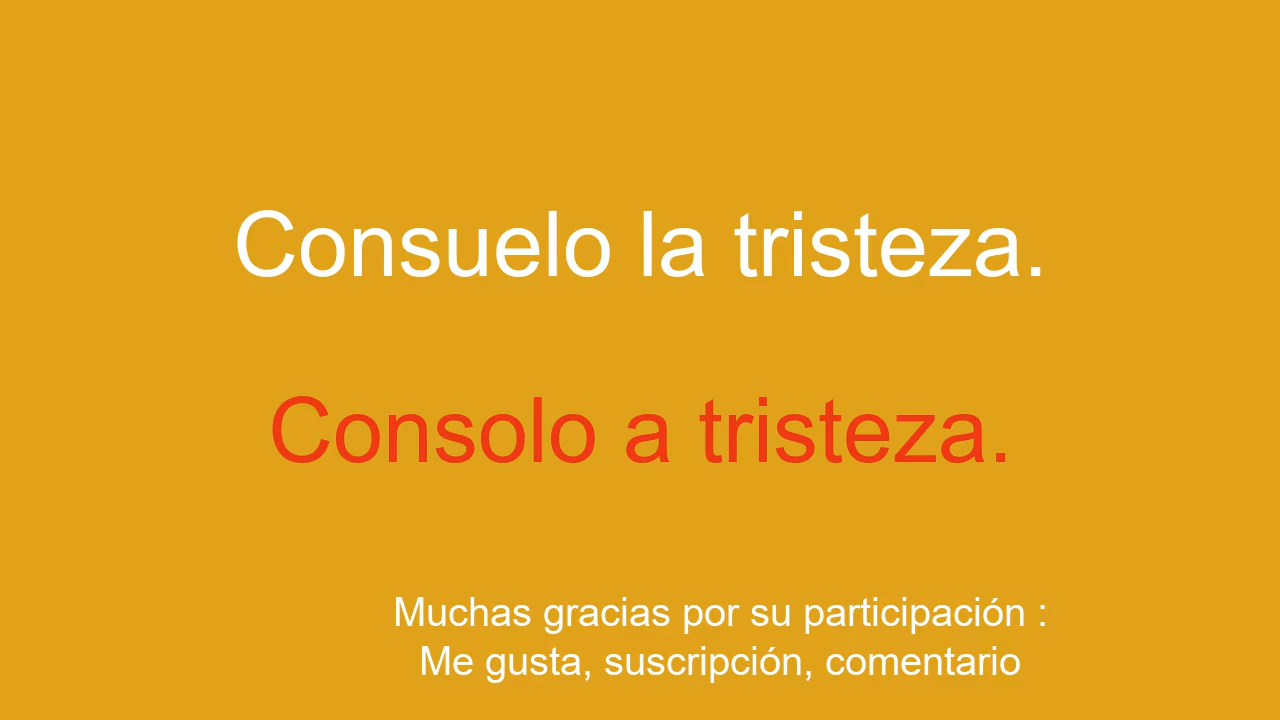 Consuelo la tristeza.
Consolo a tristeza.
Muchas gracias por su participación :
Me gusta, suscripción, comentario